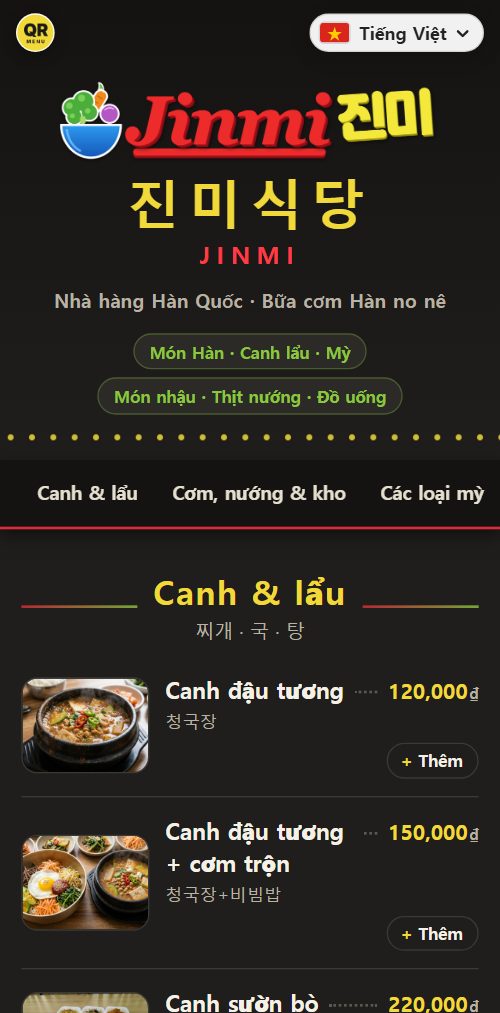 QR
MENU
Tiếng Việt
Jinmi 진미
진미식당
JINMI
Nhà hàng Hàn Quốc · Bữa cơm Hàn no nê
Món Hàn · Canh lẩu · Mỳ
Món nhậu · Thịt nướng · Đồ uống
Canh & lẩu
Cơm, nướng & kho
Các loại mỳ
Canh & lẩu
찌개 · 국 · 탕
Canh đậu tương 120,000₫
청국장
+ Thêm
Canh đậu tương 150,000₫
+ cơm trộn
청국장+비빔밥
+ Thêm
Canh sườn bò 220,000₫